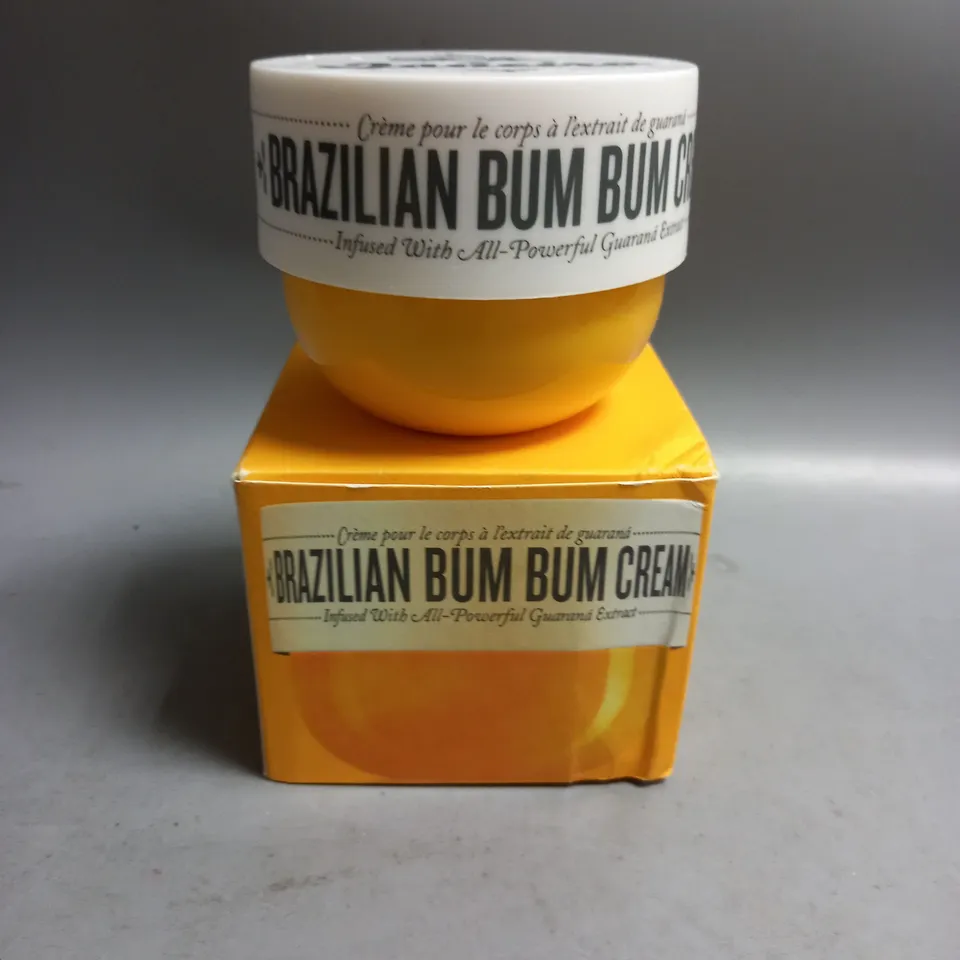 Crème pour le corps à l'extrait de guaraná
BRAZILIAN BUM BUM
Infused With All-Powerful Guaraná Extract
Crème pour le corps à l'extrait de guaraná
BRAZILIAN BUM BUM CREAM
Infused With All-Powerful Guaraná Extract